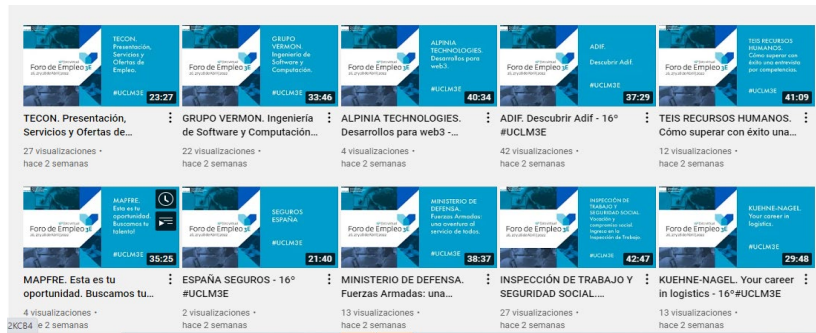 TECON.
Presentación,
Servicios y
Ofertas de
Empleo.
Foro de Empleo 3E
#UCLM3E
23:27
GRUPO
VERMON.
Ingeniería de
Software y
Computación.
Foro de Empleo 3E
#UCLM3E
33:46
ALPINIA
TECHNOLOGIES.
Desarrollos para
web3.
Foro de Empleo 3E
#UCLM3E
40:34
ADIF.
Descubrir Adif.
Foro de Empleo 3E
#UCLM3E
37:29
TEIS RECURSOS
HUMANOS.
Cómo superar con
éxito una entrevista
por competencias.
Foro de Empleo 3E
#UCLM3E
41:09
TECON. Presentación,
Servicios y Ofertas de...
27 visualizaciones •
hace 2 semanas
GRUPO VERMON. Ingeniería
de Software y Computación...
22 visualizaciones •
hace 2 semanas
ALPINIA TECHNOLOGIES.
Desarrollos para web3 -...
4 visualizaciones •
hace 2 semanas
ADIF. Descubrir Adif - 16º
#UCLM3E
42 visualizaciones •
hace 2 semanas
TEIS RECURSOS HUMANOS.
Cómo superar con éxito una...
12 visualizaciones •
hace 2 semanas
MAPFRE.
Esta es tu
oportunidad.
Buscamos tu
talento!
Foro de Empleo 3E
#UCLM3E
35:25
SEGUROS
ESPAÑA
Foro de Empleo 3E
#UCLM3E
21:40
MINISTERIO DE
DEFENSA.
Fuerzas Armadas:
una aventura al
servicio de todos.
Foro de Empleo 3E
#UCLM3E
38:37
INSPECCIÓN DE
TRABAJO Y
SEGURIDAD SOCIAL.
Vocación y
compromiso social.
Ingreso en la
Inspección de Trabajo.
Foro de Empleo 3E
#UCLM3E
42:47
KUEHNE-NAGEL.
Your career in
logistics.
Foro de Empleo 3E
#UCLM3E
29:48
MAPFRE. Esta es tu
oportunidad. Buscamos tu...
4 visualizaciones •
hace 2 semanas
ESPAÑA SEGUROS - 16º
#UCLM3E
2 visualizaciones •
hace 2 semanas
MINISTERIO DE DEFENSA.
Fuerzas Armadas: una...
13 visualizaciones •
hace 2 semanas
INSPECCIÓN DE TRABAJO Y
SEGURIDAD SOCIAL....
27 visualizaciones •
hace 2 semanas
KUEHNE-NAGEL. Your career
in logistics - 16º#UCLM3E
13 visualizaciones •
hace 2 semanas
2KCB4